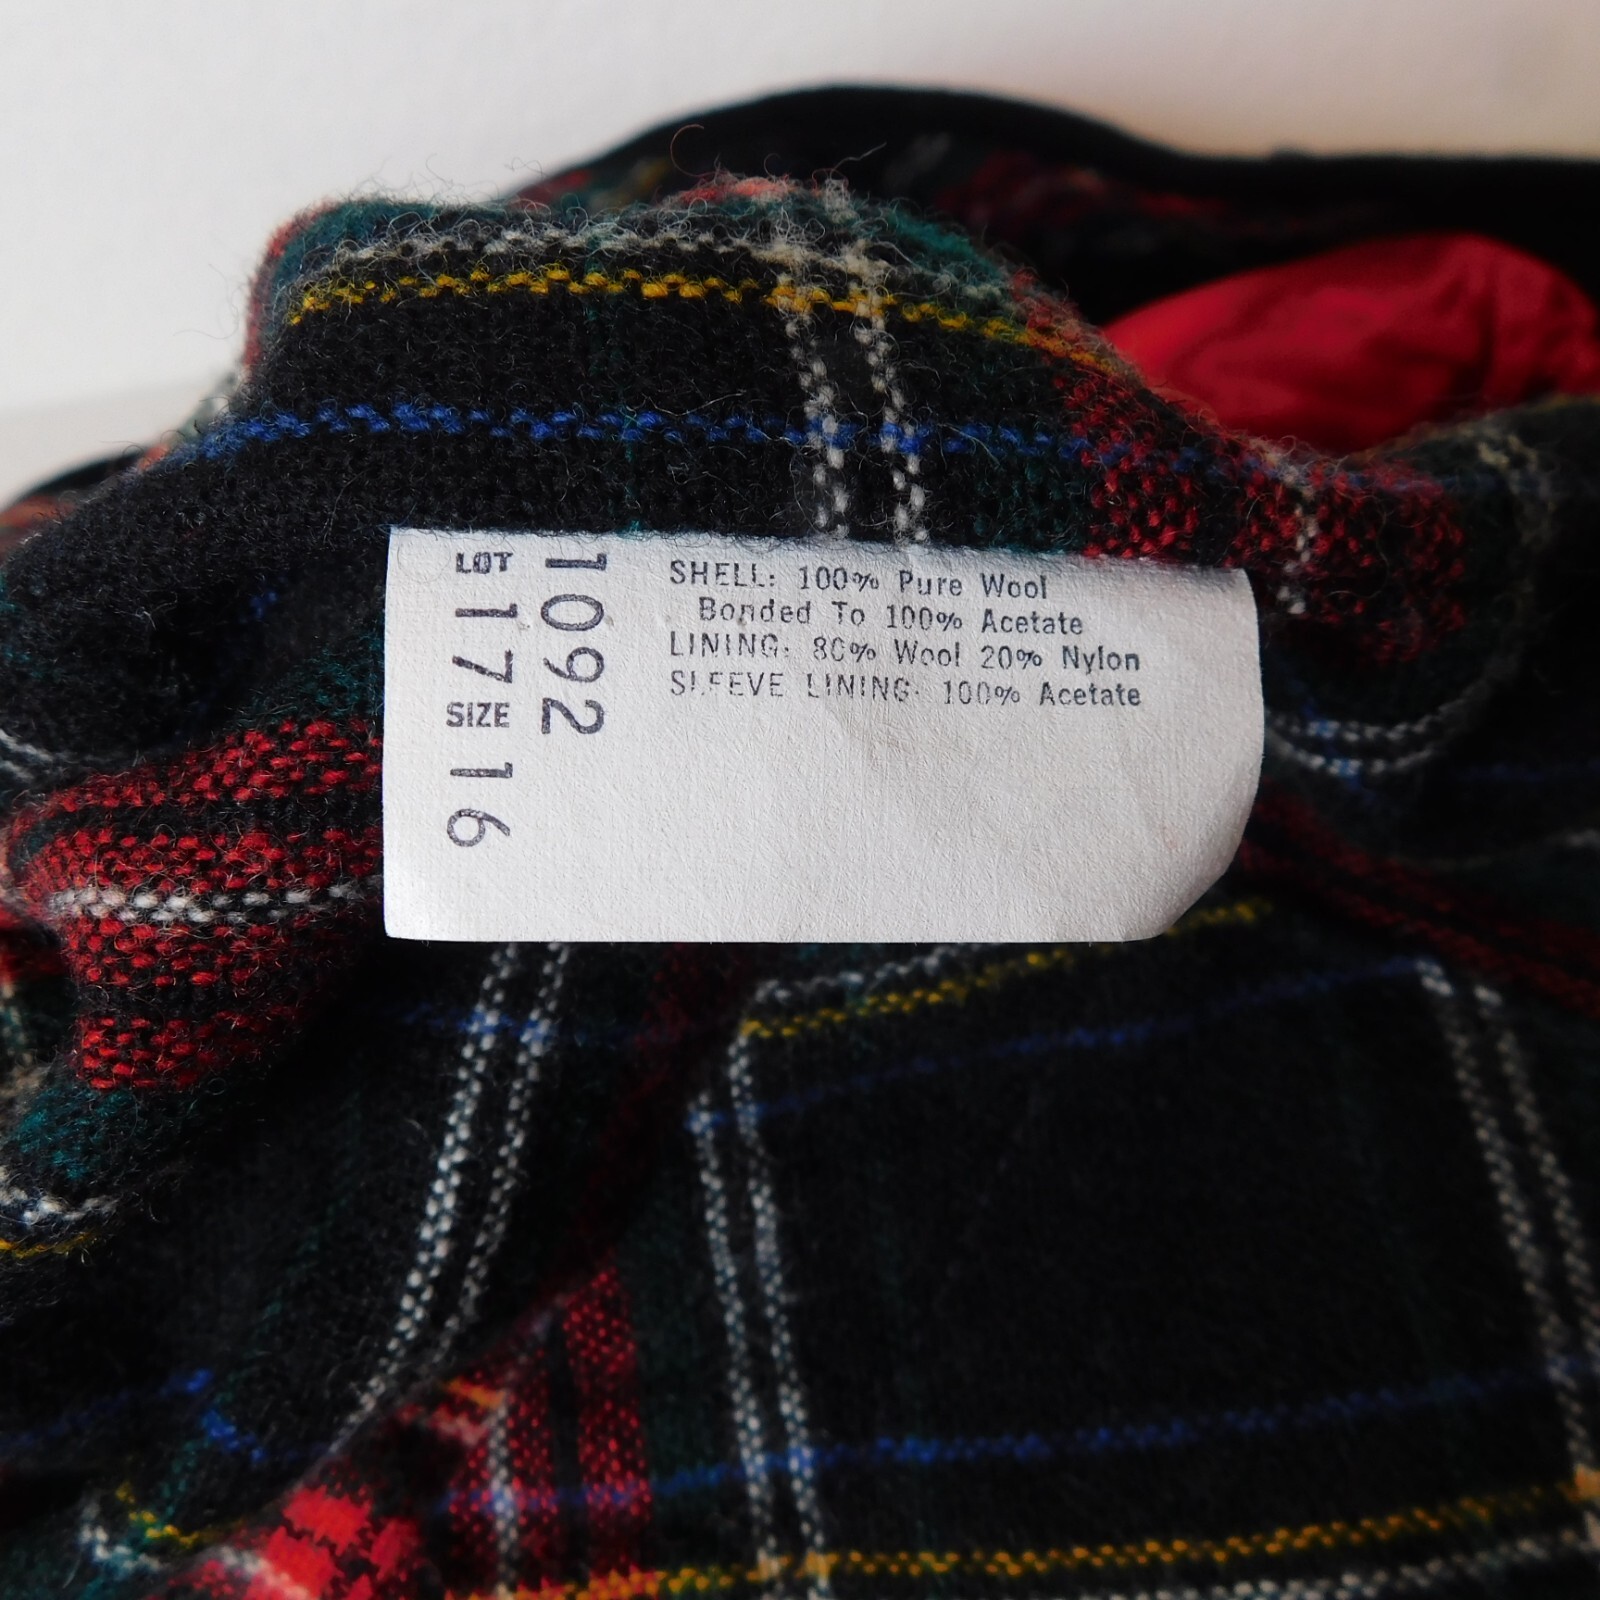 SHELL: 100% Pure Wool
Bonded To 100% Acetate
LINING: 80% Wool 20% Nylon
SLEEVE LINING: 100% Acetate
1092
LOT 17 SIZE 16